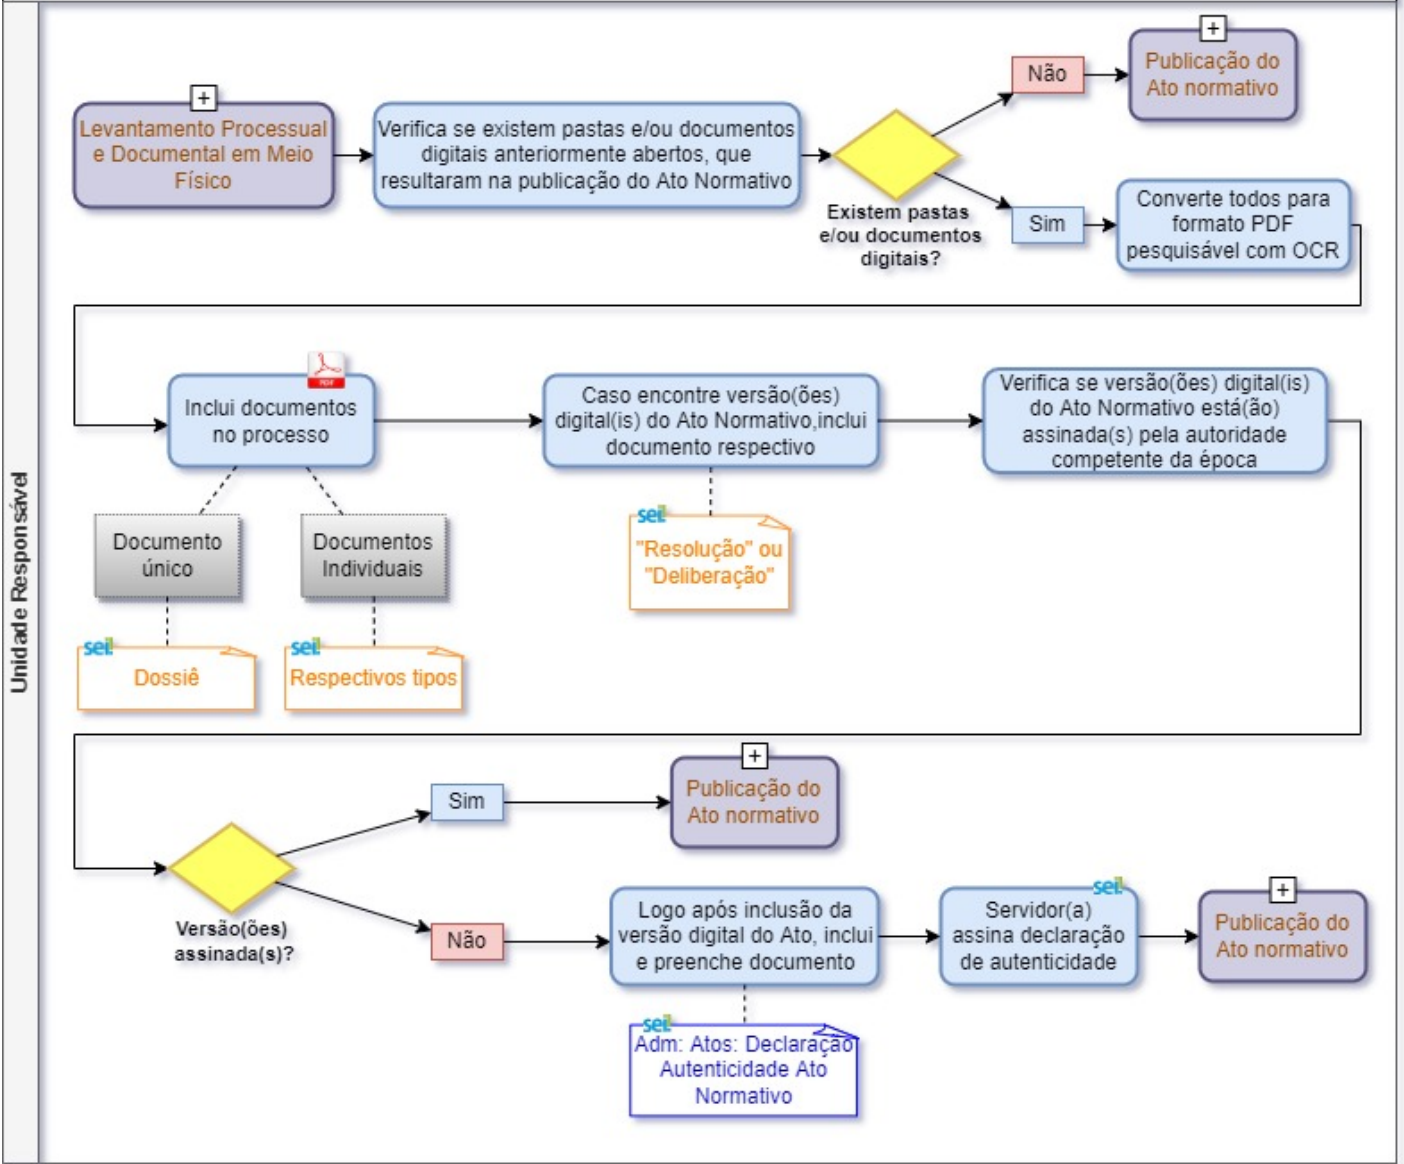 Unidade Responsável
+
Levantamento Processual
e Documental em Meio
Físico
Verifica se existem pastas e/ou documentos
digitais anteriormente abertos, que
resultaram na publicação do Ato Normativo
Existem pastas
e/ou documentos
digitais?
Não
+
Publicação do
Ato normativo
Sim
Converte todos para
formato PDF
pesquisável com OCR
PDF
Inclui documentos
no processo
Documento
único
sei!
Dossiê
Documentos
Individuais
sei!
Respectivos tipos
Caso encontre versão(ões)
digital(is) do Ato Normativo,inclui
documento respectivo
sei!
"Resolução" ou
"Deliberação"
Verifica se versão(ões) digital(is)
do Ato Normativo está(ão)
assinada(s) pela autoridade
competente da época
Versão(ões)
assinada(s)?
Sim
+
Publicação do
Ato normativo
Não
Logo após inclusão da
versão digital do Ato, inclui
e preenche documento
sei!
Adm: Atos: Declaração
Autenticidade Ato
Normativo
sei!
Servidor(a)
assina declaração
de autenticidade
+
Publicação do
Ato normativo